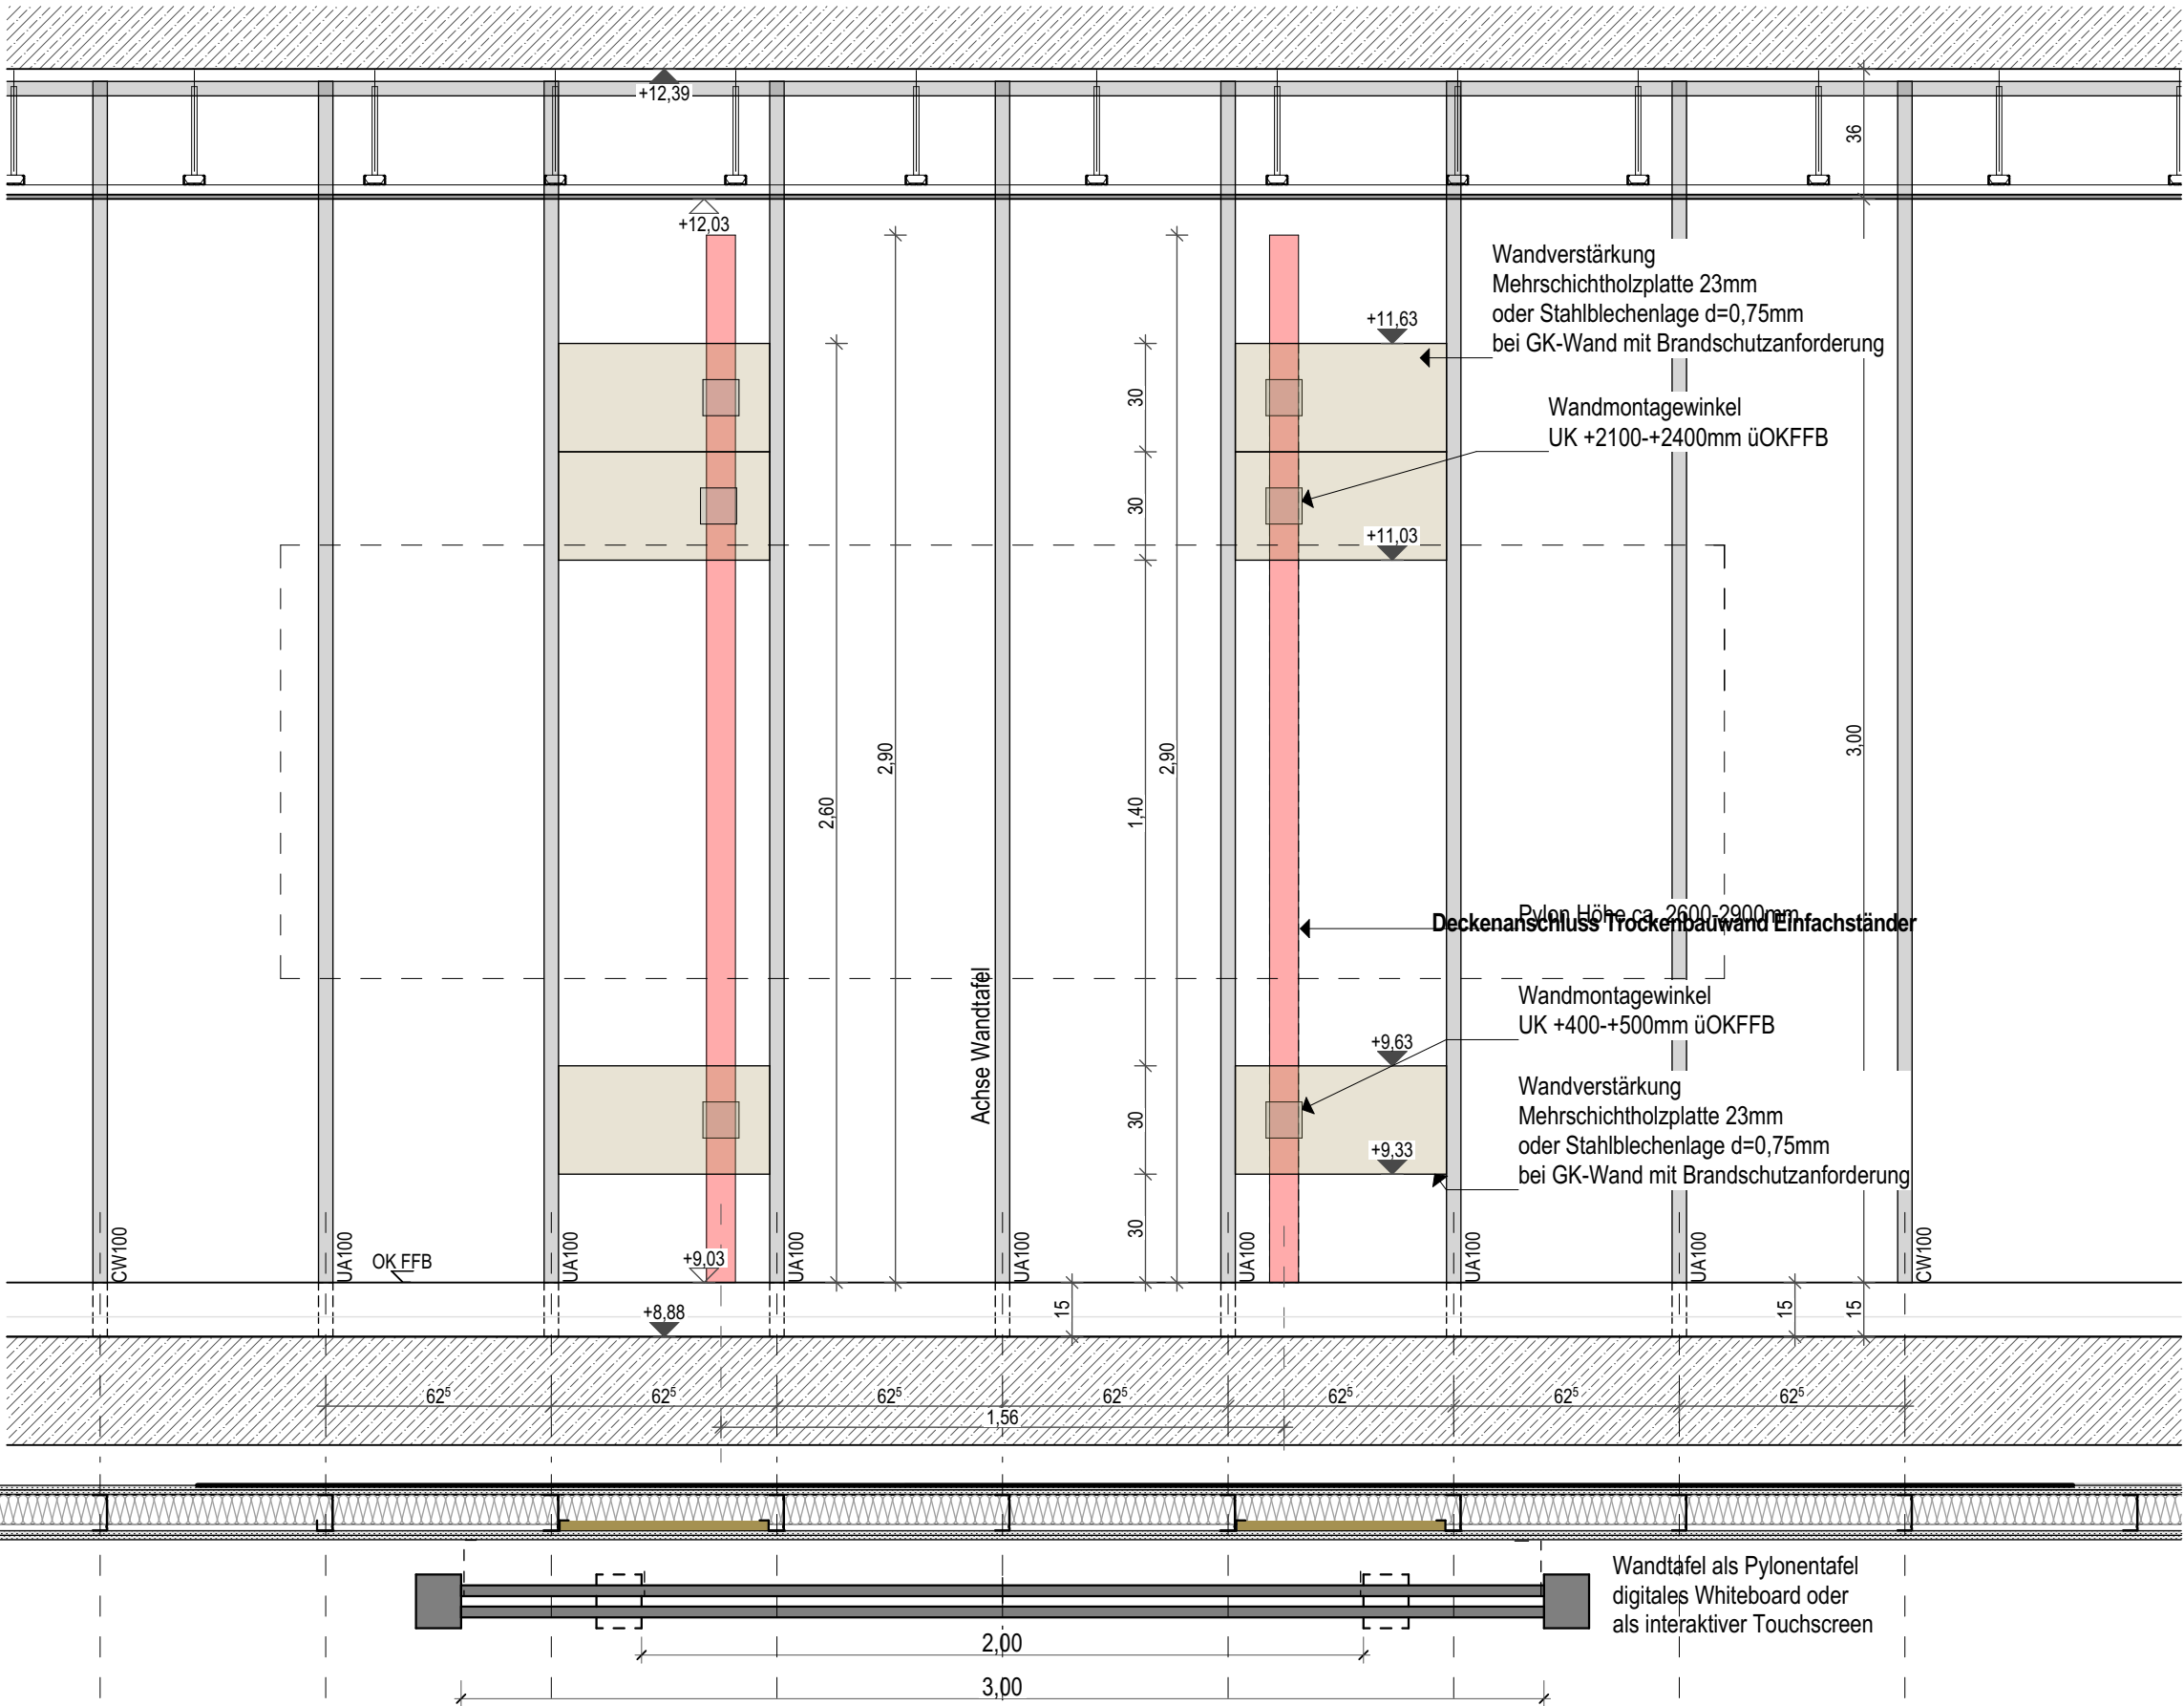 +12,39
36
+12,03
Wandverstärkung
Mehrschichtholzplatte 23mm
oder Stahlblechenlage d=0,75mm
bei GK-Wand mit Brandschutzanforderung
+11,63
30
Wandmontagewinkel
UK +2100-+2400mm üOKFFB
30
+11,03
2,60
2,90
1,40
2,90
3,00
Pylon Höhe ca. 2600-2900mm
Deckenanschluss Trockenbauwand Einfachständer
Achse Wandtafel
Wandmontagewinkel
UK +400-+500mm üOKFFB
+9,63
30
Wandverstärkung
Mehrschichtholzplatte 23mm
oder Stahlblechenlage d=0,75mm
bei GK-Wand mit Brandschutzanforderung
+9,33
30
CW100
UA100
OK FFB
UA100
+9,03
UA100
UA100
UA100
UA100
UA100
CW100
+8,88
15
15
15
62⁵
62⁵
62⁵
62⁵
62⁵
62⁵
62⁵
1,56
Wandtafel als Pylonentafel
digitales Whiteboard oder
als interaktiver Touchscreen
2,00
3,00